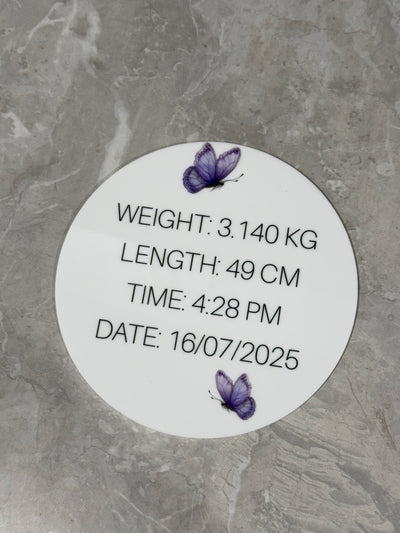 WEIGHT: 3.140 KG
LENGTH: 49 CM
TIME: 4:28 PM
DATE: 16/07/2025